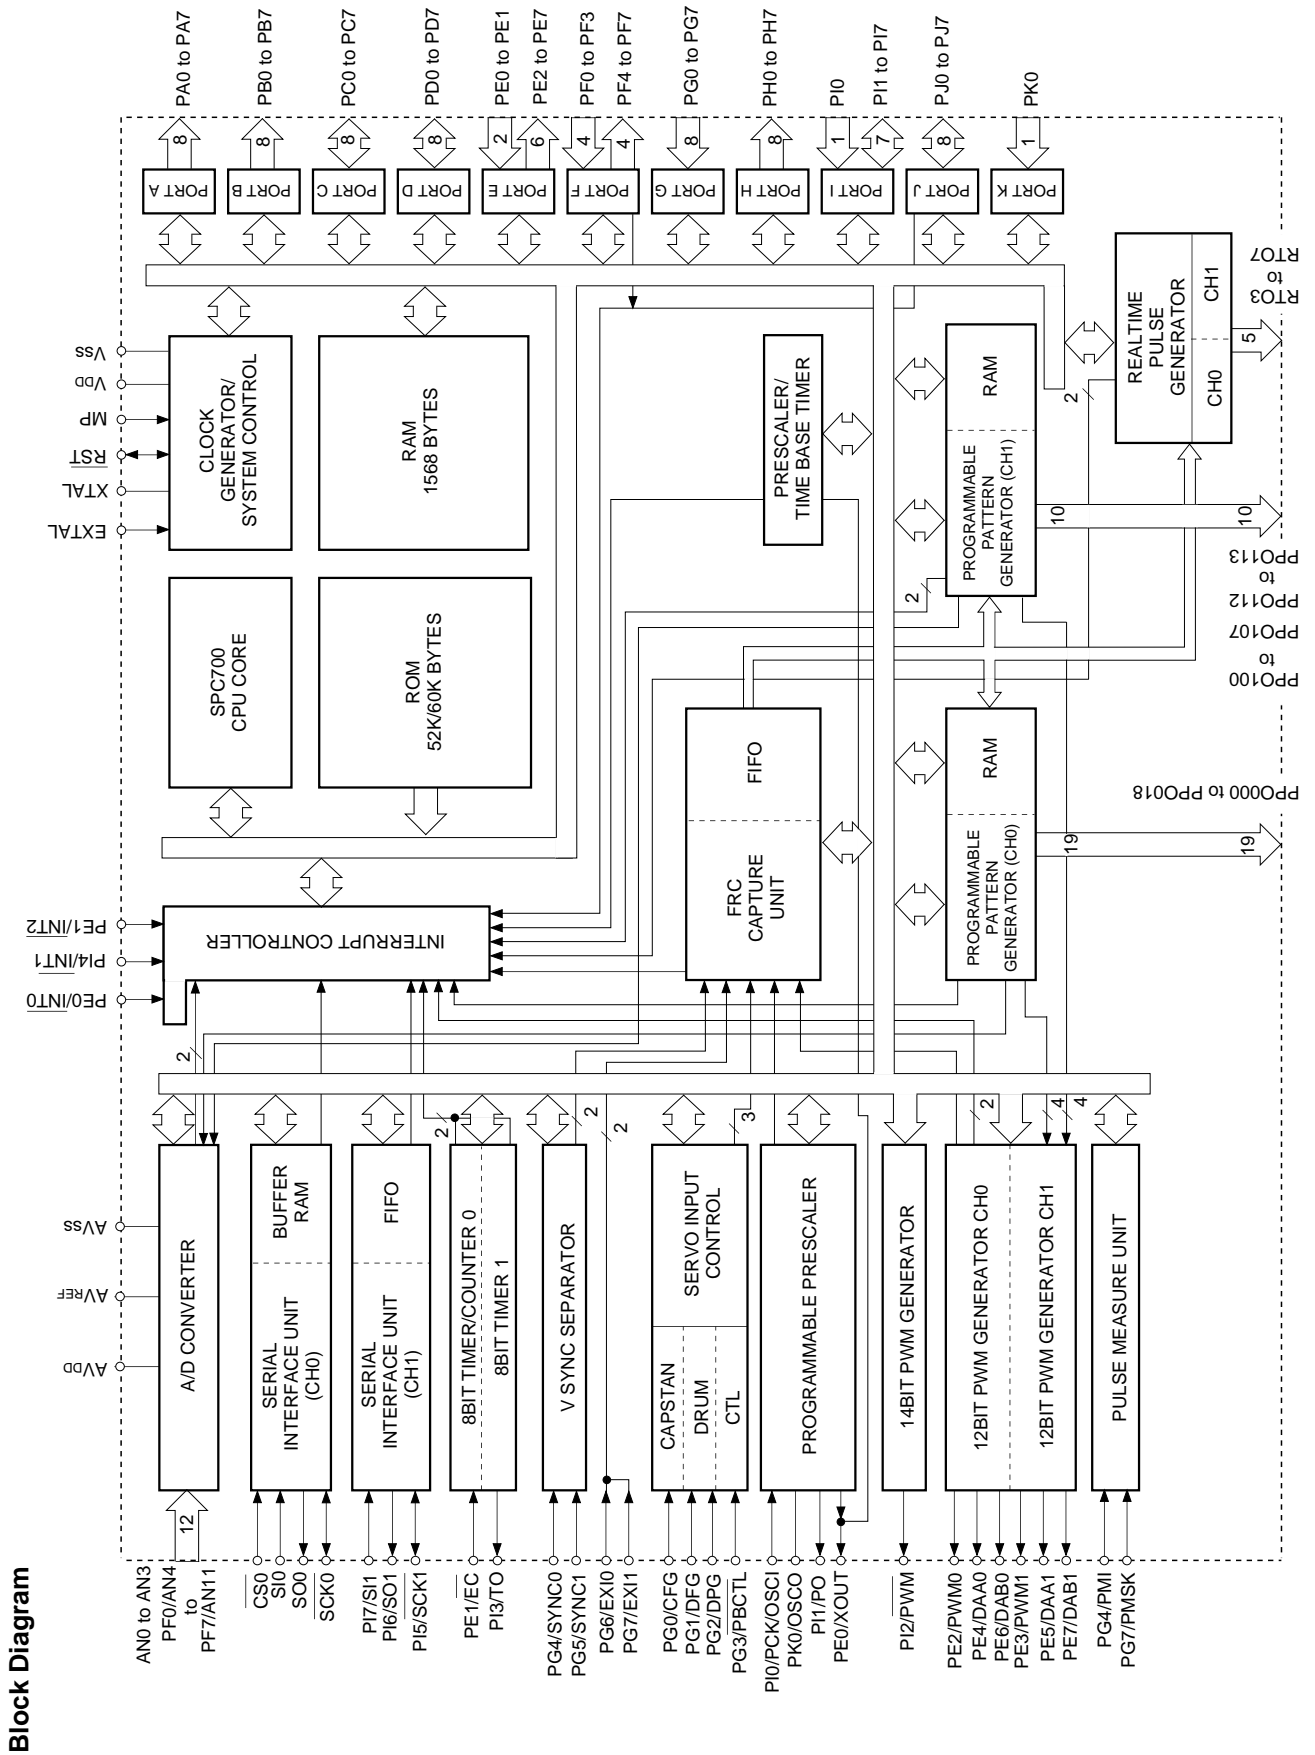 Block Diagram
AN0 to AN3
PF0/AN4
to
PF7/AN11
12
CS0
SI0
SO0
SCK0
PI7/SI1
PI6/SO1
PI5/SCK1
PE1/EC
PI3/TO
PG4/SYNC0
PG5/SYNC1
PG6/EXI0
PG7/EXI1
PG0/CFG
PG1/DFG
PG2/DPG
PG3/PBCTL
PI0/PCK/OSCI
PK0/OSCO
PI1/PO
PE0/XOUT
PI2/PWM
PE2/PWM0
PE4/DAA0
PE6/DAB0
PE3/PWM1
PE5/DAA1
PE7/DAB1
PG4/PMI
PG7/PMSK
AVDD
AVREF
AVSS
A/D CONVERTER
SERIAL
INTERFACE UNIT
(CH0)
BUFFER
RAM
SERIAL
INTERFACE UNIT
(CH1)
FIFO
8BIT TIMER/COUNTER 0
8BIT TIMER 1
V SYNC SEPARATOR
CAPSTAN
DRUM
CTL
SERVO INPUT
CONTROL
PROGRAMMABLE PRESCALER
14BIT PWM GENERATOR
12BIT PWM GENERATOR CH0
12BIT PWM GENERATOR CH1
PULSE MEASURE UNIT
2
2
2
2
3
2
4
4
PE0/INT0
PI4/INT1
PE1/INT2
INTERRUPT CONTROLLER
FRC
CAPTURE
UNIT
FIFO
PROGRAMMABLE
PATTERN
GENERATOR (CH0)
RAM
19
19
PPO000 to PPO018
SPC700
CPU CORE
ROM
52K/60K BYTES
EXTAL
XTAL
RST
MP
VDD
VSS
CLOCK
GENERATOR/
SYSTEM CONTROL
RAM
1568 BYTES
PRESCALER/
TIME BASE TIMER
PROGRAMMABLE
PATTERN
GENERATOR (CH1)
RAM
2
10
10
PPO100
to
PPO107
PPO112
to
PPO113
REALTIME
PULSE
GENERATOR
CH0
CH1
2
5
RTO3
to
RTO7
PORT A
PORT B
PORT C
PORT D
PORT E
PORT F
PORT G
PORT H
PORT I
PORT J
PORT K
8
8
8
8
2
6
4
4
8
8
1
7
8
1
PA0 to PA7
PB0 to PB7
PC0 to PC7
PD0 to PD7
PE0 to PE1
PE2 to PE7
PF0 to PF3
PF4 to PF7
PG0 to PG7
PH0 to PH7
PI0
PI1 to PI7
PJ0 to PJ7
PK0